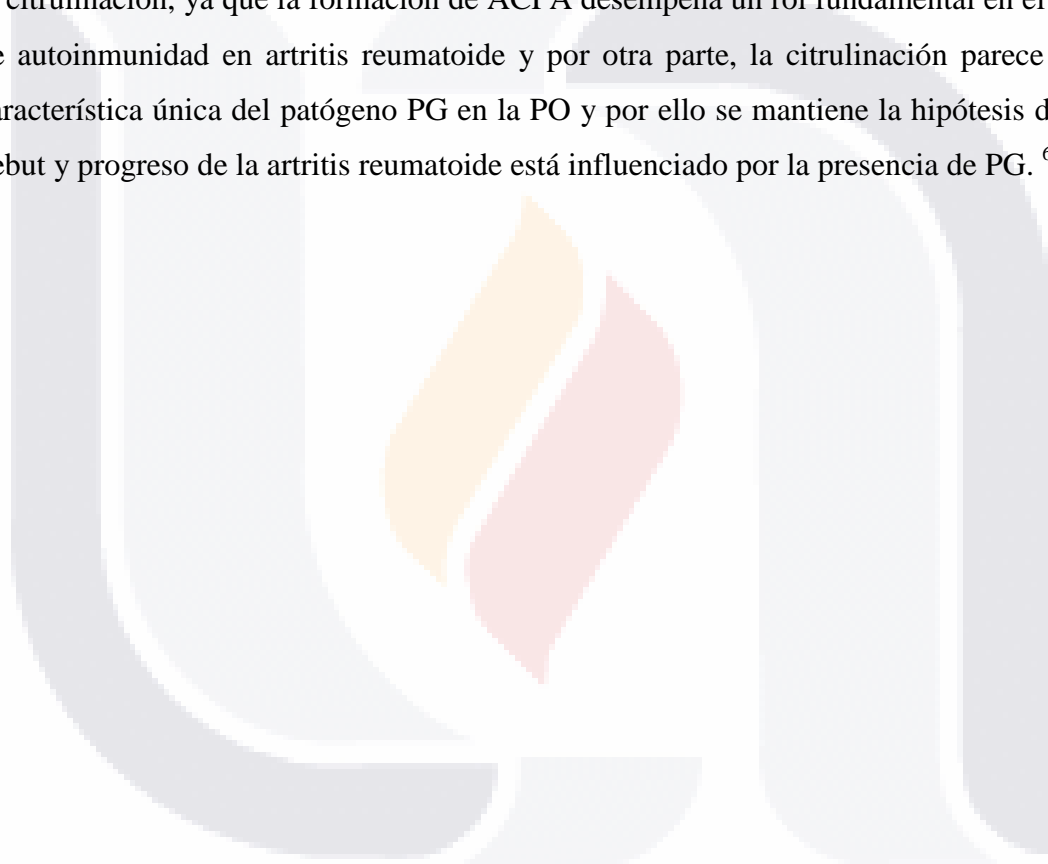 citrulinación, ya que la formación de ACPA desempeña un rol fundamental en el
autoinmunidad en artritis reumatoide y por otra parte, la citrulinación parece
aracterística única del patógeno PG en la PO y por ello se mantiene la hipótesis d
ebut y progreso de la artritis reumatoide está influenciado por la presencia de PG. 6